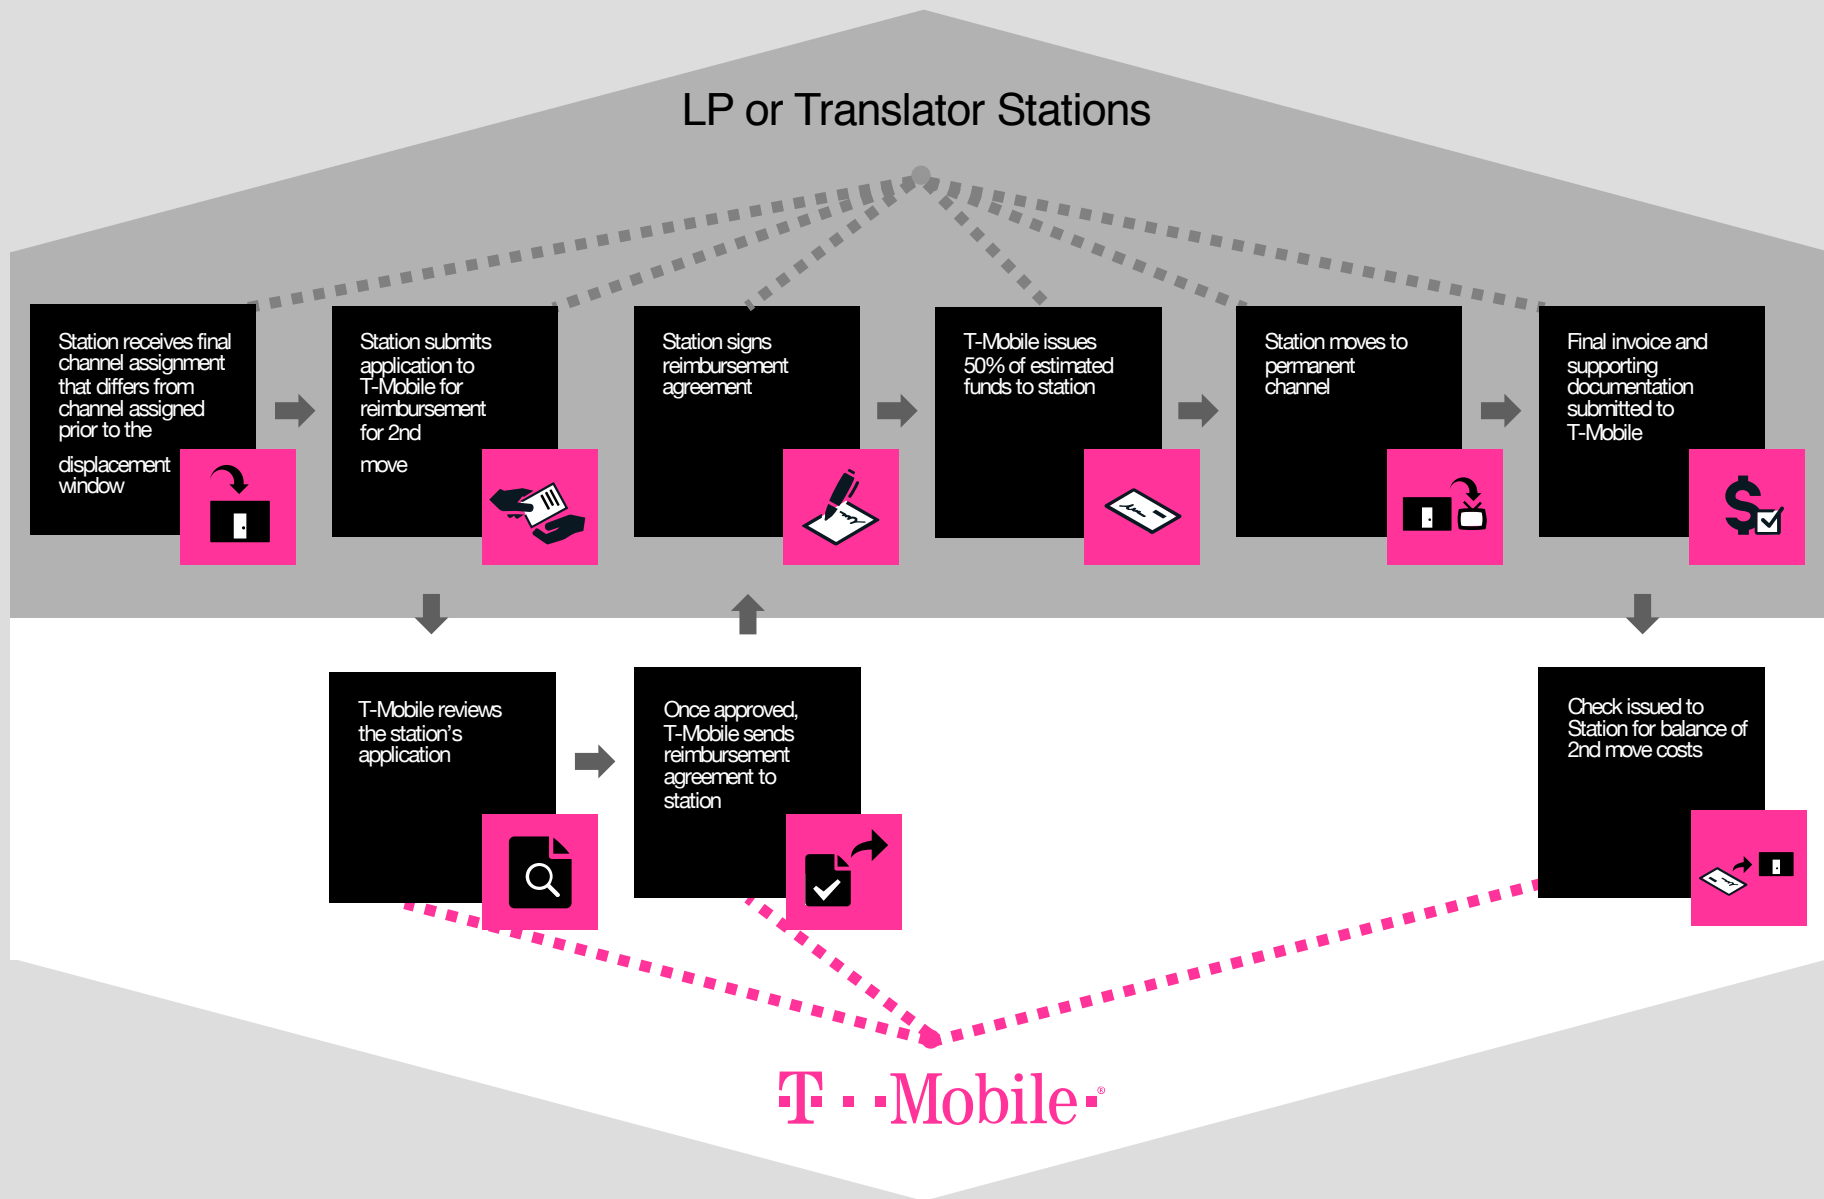 LP or Translator Stations
Station receives final
channel assignment
that differs from
channel assigned
prior to the
displacement
window
Station submits
application to
T-Mobile for
reimbursement
for 2nd
move
Station signs
reimbursement
agreement
T-Mobile issues
50% of estimated
funds to station
Station moves to
permanent
channel
Final invoice and
supporting
documentation
submitted to
T-Mobile
T-Mobile reviews
the station’s
application
Once approved,
T-Mobile sends
reimbursement
agreement to
station
Check issued to
Station for balance of
2nd move costs
T··Mobile·®